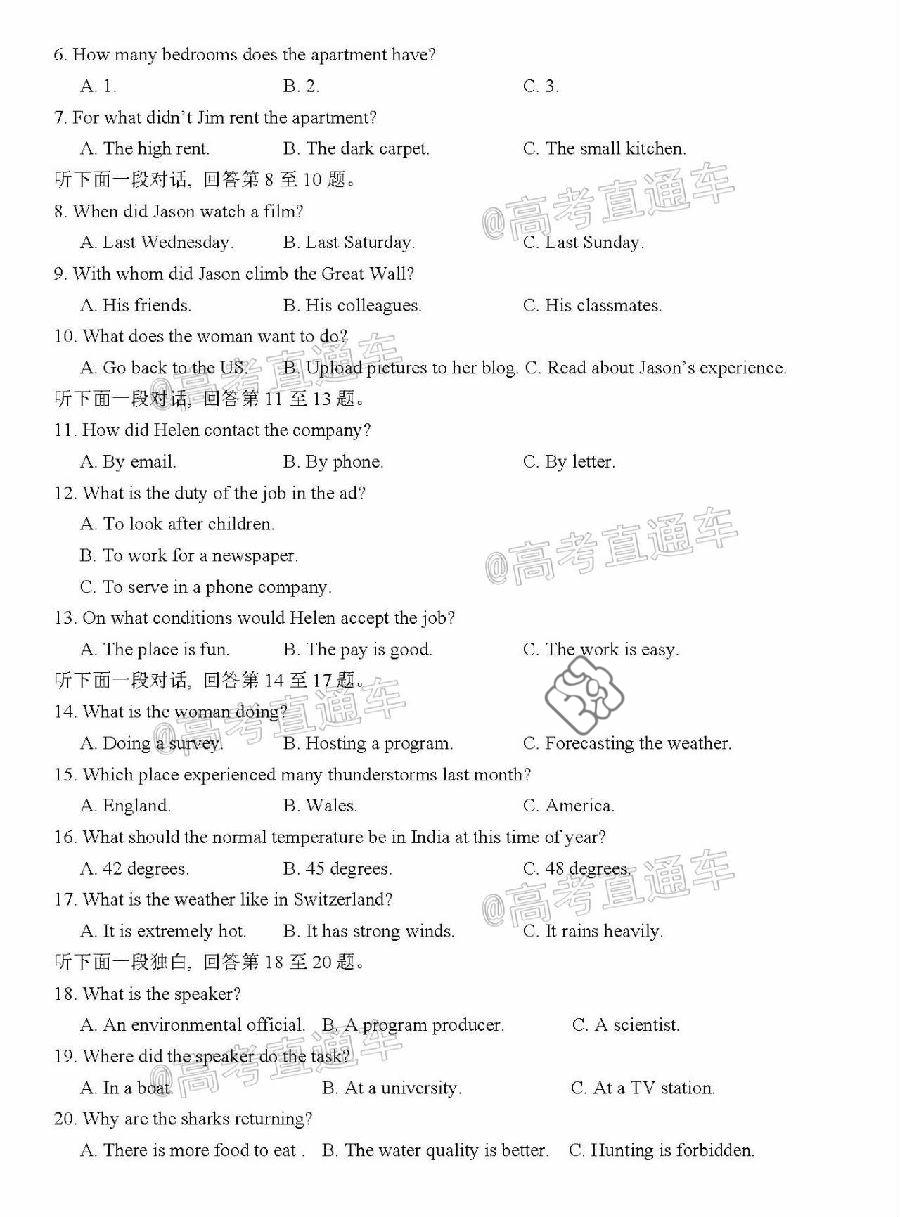 6. How many bedrooms does the apartment have?
A. 1. B. 2. C. 3.
7. For what didn't Jim rent the apartment?
A. The high rent. B. The dark carpet. C. The small kitchen.
听下面一段对话, 回答第 8 至 10 题。
@高考直通车
8. When did Jason watch a film?
A. Last Wednesday. B. Last Saturday. C. Last Sunday.
9. With whom did Jason climb the Great Wall?
A. His friends. B. His colleagues. C. His classmates.
10. What does the woman want to do?
A. Go back to the US. B. Upload pictures to her blog. C. Read about Jason's experience.
@高考直通车
听下面一段对话, 回答第 11 至 13 题。
11. How did Helen contact the company?
A. By email. B. By phone. C. By letter.
12. What is the duty of the job in the ad?
A. To look after children.
@高考直通车
B. To work for a newspaper.
C. To serve in a phone company.
13. On what conditions would Helen accept the job?
A. The place is fun. B. The pay is good. C. The work is easy.
听下面一段对话, 回答第 14 至 17 题。
14. What is the woman doing?
@高考直通车
A. Doing a survey. B. Hosting a program. C. Forecasting the weather.
15. Which place experienced many thunderstorms last month?
A. England. B. Wales. C. America.
16. What should the normal temperature be in India at this time of year?
A. 42 degrees. B. 45 degrees. C. 48 degrees.
@高考直通车
17. What is the weather like in Switzerland?
A. It is extremely hot. B. It has strong winds. C. It rains heavily.
听下面一段独白, 回答第 18 至 20 题。
18. What is the speaker?
A. An environmental official. B. A program producer. C. A scientist.
19. Where did the speaker do the task?
@高考直通车
A. In a boat. B. At a university. C. At a TV station.
20. Why are the sharks returning?
A. There is more food to eat . B. The water quality is better. C. Hunting is forbidden.